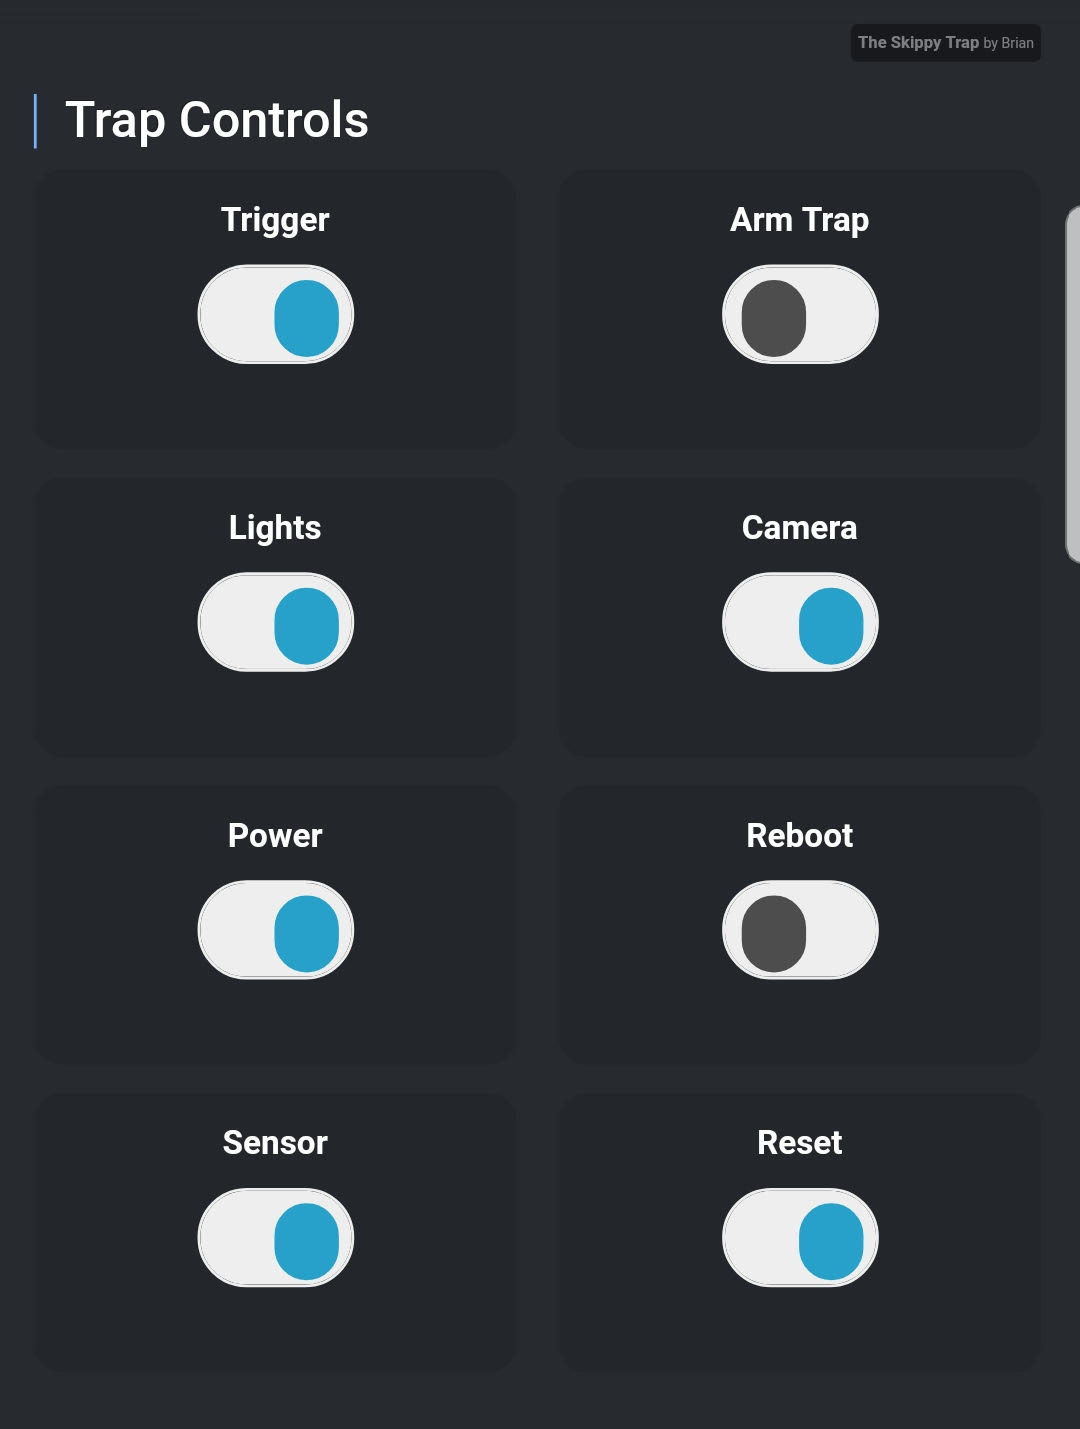 The Skippy Trap by Brian
Trap Controls
Trigger
Arm Trap
Lights
Camera
Power
Reboot
Sensor
Reset